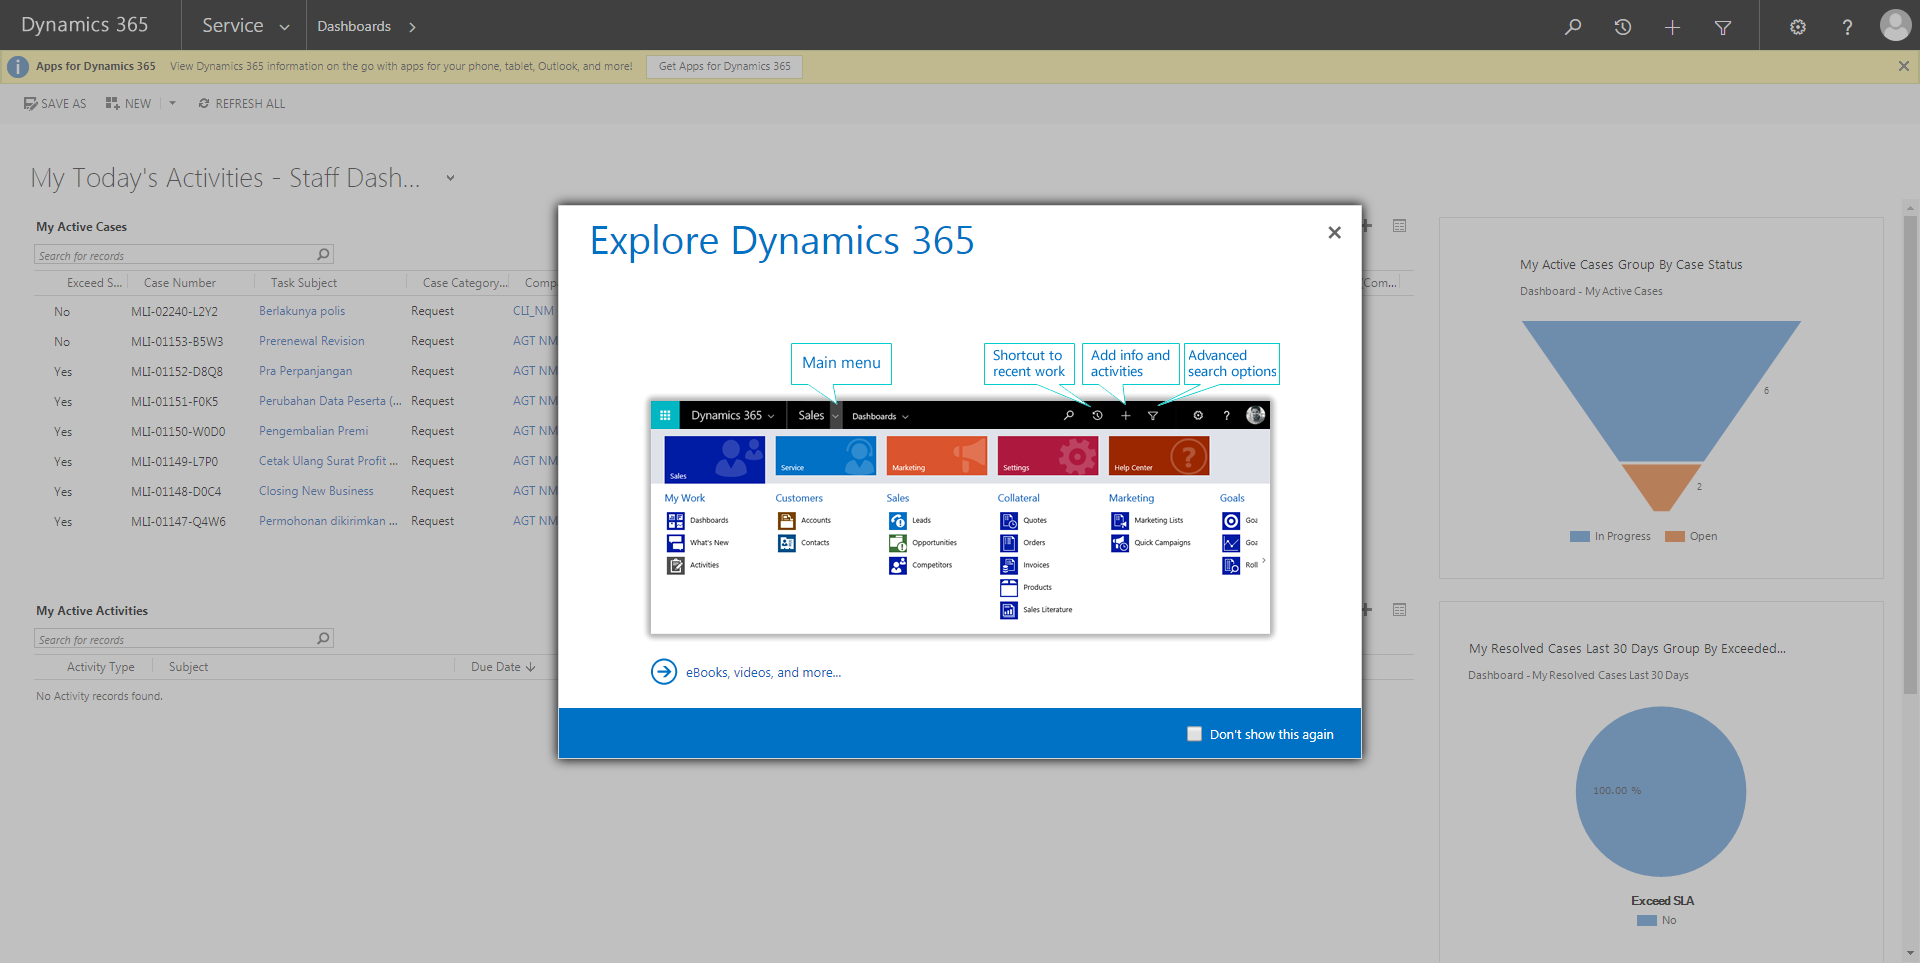 Dynamics 365
Service
Dashboards
Apps for Dynamics 365 View Dynamics 365 information on the go with apps for your phone, tablet, Outlook, and more! Get Apps for Dynamics 365
SAVE AS NEW REFRESH ALL
My Today's Activities - Staff Dash...
My Active Cases
Search for records
Exceed S... Case Number Task Subject Case Category... Comp
No MLI-02240-L2Y2 Berlakunya polis Request CLI_NM:
No MLI-01153-B5W3 Prerenewal Revision Request AGT NM
Yes MLI-01152-D8Q8 Pra Perpanjangan Request AGT NM
Yes MLI-01151-F0K5 Perubahan Data Peserta (... Request AGT NM
Yes MLI-01150-W0D0 Pengembalian Premi Request AGT NM
Yes MLI-01149-L7P0 Cetak Ulang Surat Profit ... Request AGT NM
Yes MLI-01148-D0C4 Closing New Business Request AGT NM
Yes MLI-01147-Q4W6 Permohonan dikirimkan ... Request AGT NM
My Active Activities
Search for records
Activity Type Subject Due Date
No Activity records found.
Explore Dynamics 365
Main menu
Shortcut to
recent work
Add info and
activities
Advanced
search options
Dynamics 365 Sales Dashboards
Sales Service Marketing Settings Help Center
My Work Customers Sales Collateral Marketing Goals
Dashboards Accounts Leads Quotes Marketing Lists Goa
What's New Contacts Opportunities Orders Quick Campaigns Goa
Activities Competitors Invoices Roll
Products
Sales Literature
eBooks, videos, and more...
Don't show this again
(Com...
My Active Cases Group By Case Status
Dashboard - My Active Cases
6
2
In Progress Open
My Resolved Cases Last 30 Days Group By Exceeded...
Dashboard - My Resolved Cases Last 30 Days
100.00 %
Exceed SLA
No